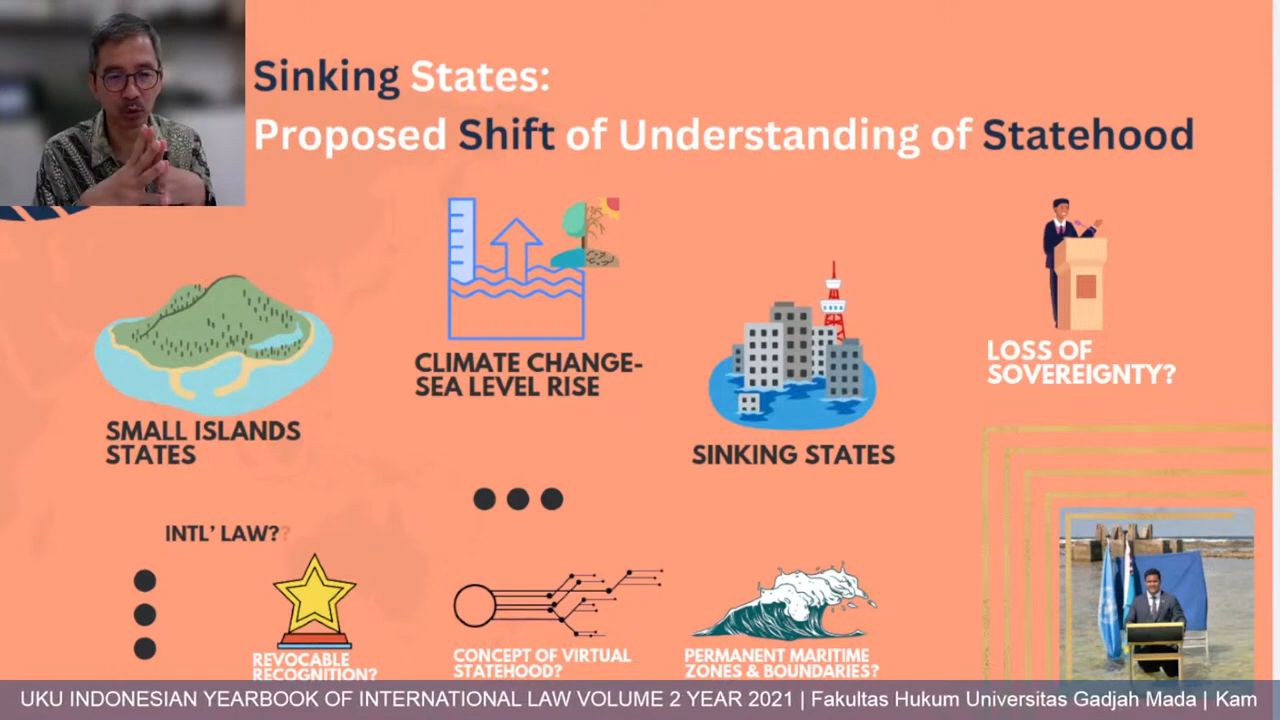 Sinking States:
Proposed Shift of Understanding of Statehood
CLIMATE CHANGE-
SEA LEVEL RISE
LOSS OF
SOVEREIGNTY?
SMALL ISLANDS
STATES
SINKING STATES
INTL’ LAW??
REVOCABLE
RECOGNITION?
CONCEPT OF VIRTUAL
STATEHOOD?
PERMANENT MARITIME
ZONES & BOUNDARIES?
UKU INDONESIAN YEARBOOK OF INTERNATIONAL LAW VOLUME 2 YEAR 2021 | Fakultas Hukum Universitas Gadjah Mada | Kam